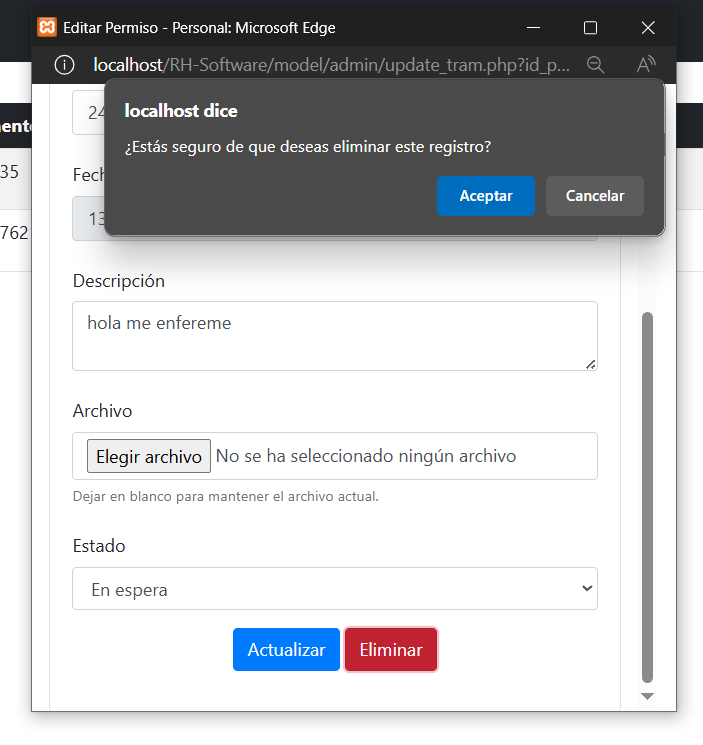 Editar Permiso - Personal: Microsoft Edge
localhost/RH-Software/model/admin/update_tram.php?id_p...
localhost dice
¿Estás seguro de que deseas eliminar este registro?
Aceptar
Cancelar
24
Fech
13
35
762
Descripción
hola me enfereme
Archivo
Elegir archivo No se ha seleccionado ningún archivo
Dejar en blanco para mantener el archivo actual.
Estado
En espera
Actualizar
Eliminar